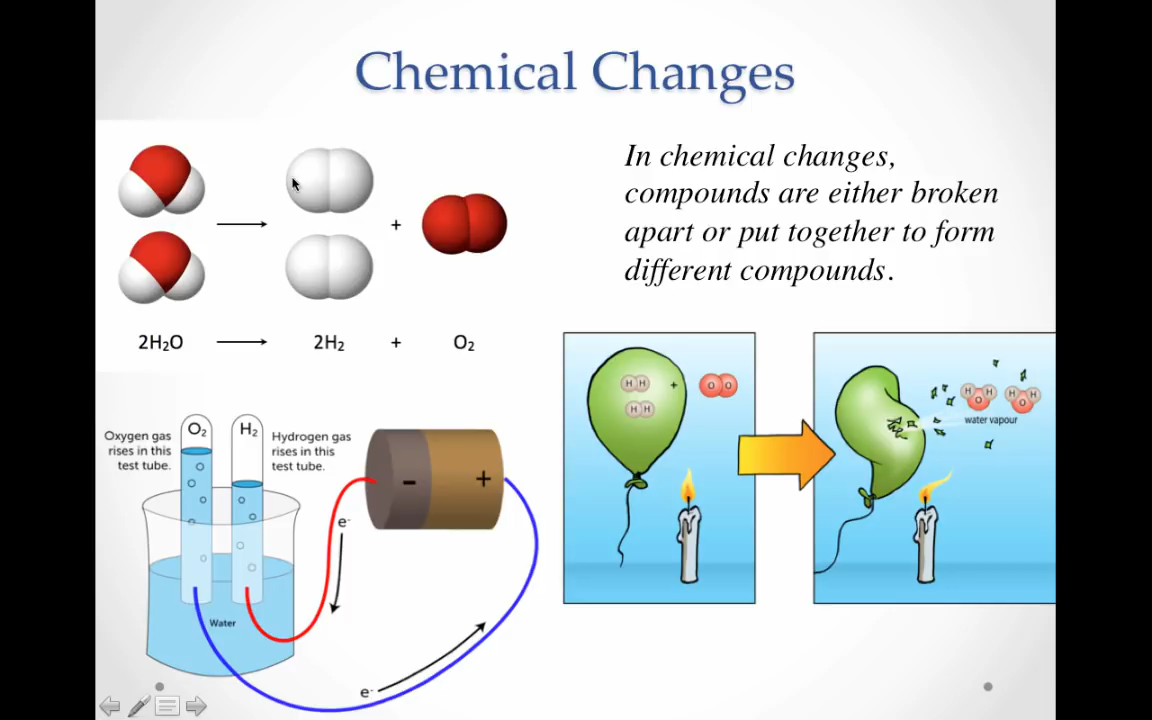 Chemical Changes
In chemical changes,
compounds are either broken
apart or put together to form
different compounds.
+
2H₂O
2H₂
+
O₂
H H
H H
+
O O
H H
O
H H
O
water vapour
Oxygen gas
rises in this
test tube.
O₂
H₂
Hydrogen gas
rises in this
test tube.
-
+
e⁻
Water
e⁻